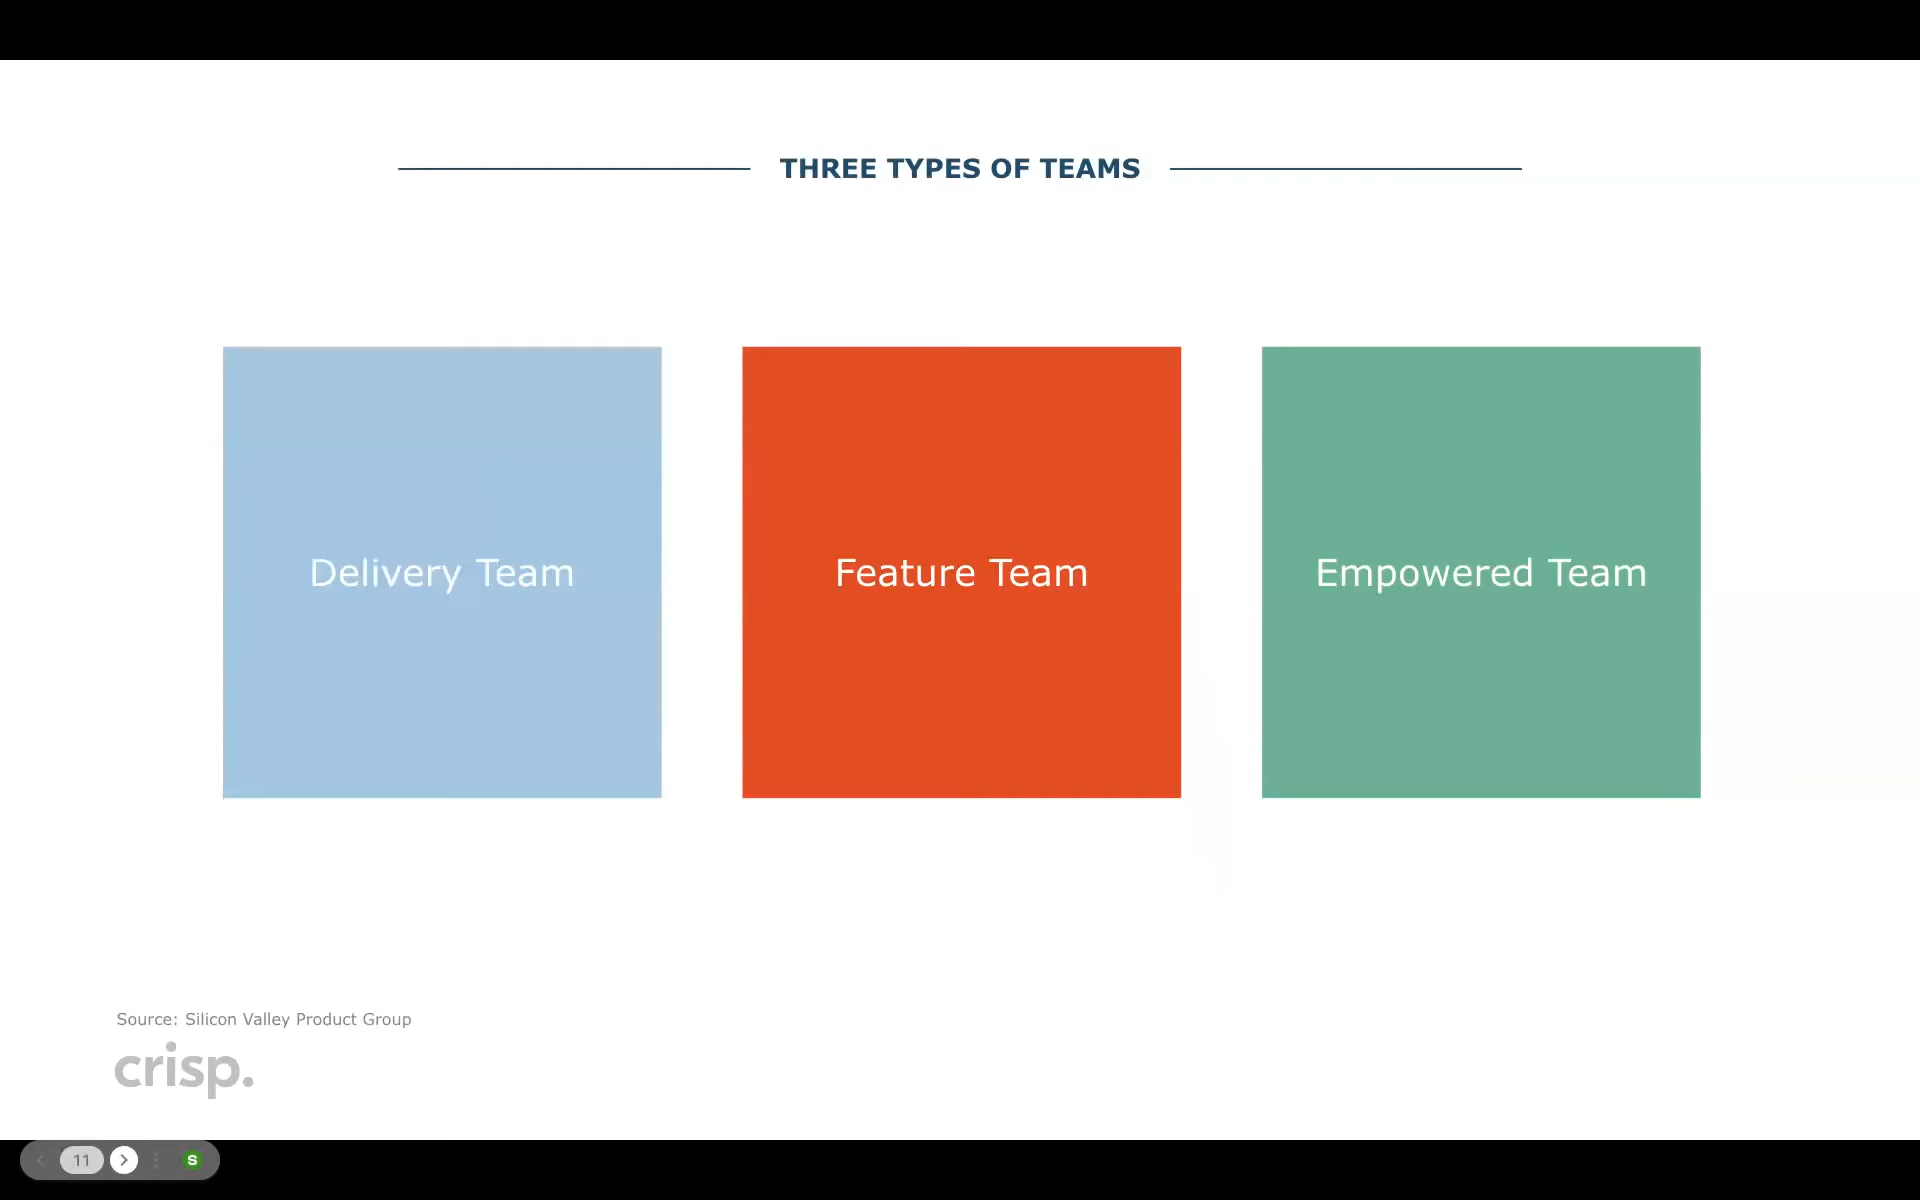 THREE TYPES OF TEAMS
Delivery Team
Feature Team
Empowered Team
Source: Silicon Valley Product Group
crisp.
11
S